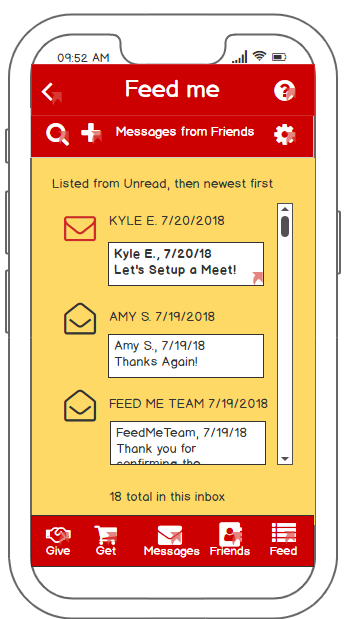 09:52 AM
Feed me
Messages from Friends
Listed from Unread, then newest first
KYLE E. 7/20/2018
Kyle E., 7/20/18
Let's Setup a Meet!
AMY S. 7/19/2018
Amy S., 7/19/18
Thanks Again!
FEED ME TEAM 7/19/2018
FeedMeTeam, 7/19/18
Thank you for
confirming the
18 total in this inbox
Give Get Messages Friends Feed